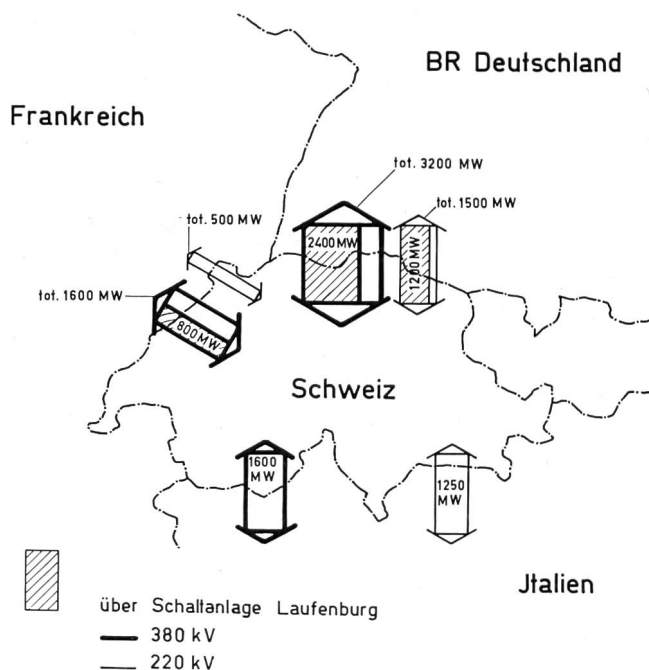 BR Deutschland
Frankreich
tot. 3200 MW
tot. 1500 MW
tot. 500 MW
2400 MW
1200 MW
tot. 1600 MW
800 MW
Schweiz
1600
MW
1250
MW
Jtalien
über Schaltanlage Laufenburg
380 kV
220 kV